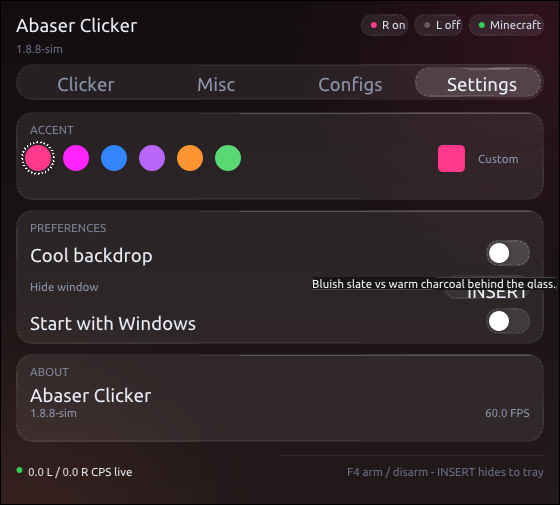 Abaser Clicker
R on
L off
Minecraft
1.8.8-sim
Clicker
Misc
Configs
Settings
ACCENT
Custom
PREFERENCES
Cool backdrop
Bluish slate vs warm charcoal behind the glass.
Hide window
INSERT
Start with Windows
ABOUT
Abaser Clicker
1.8.8-sim
60.0 FPS
0.0 L / 0.0 R CPS live
F4 arm / disarm - INSERT hides to tray